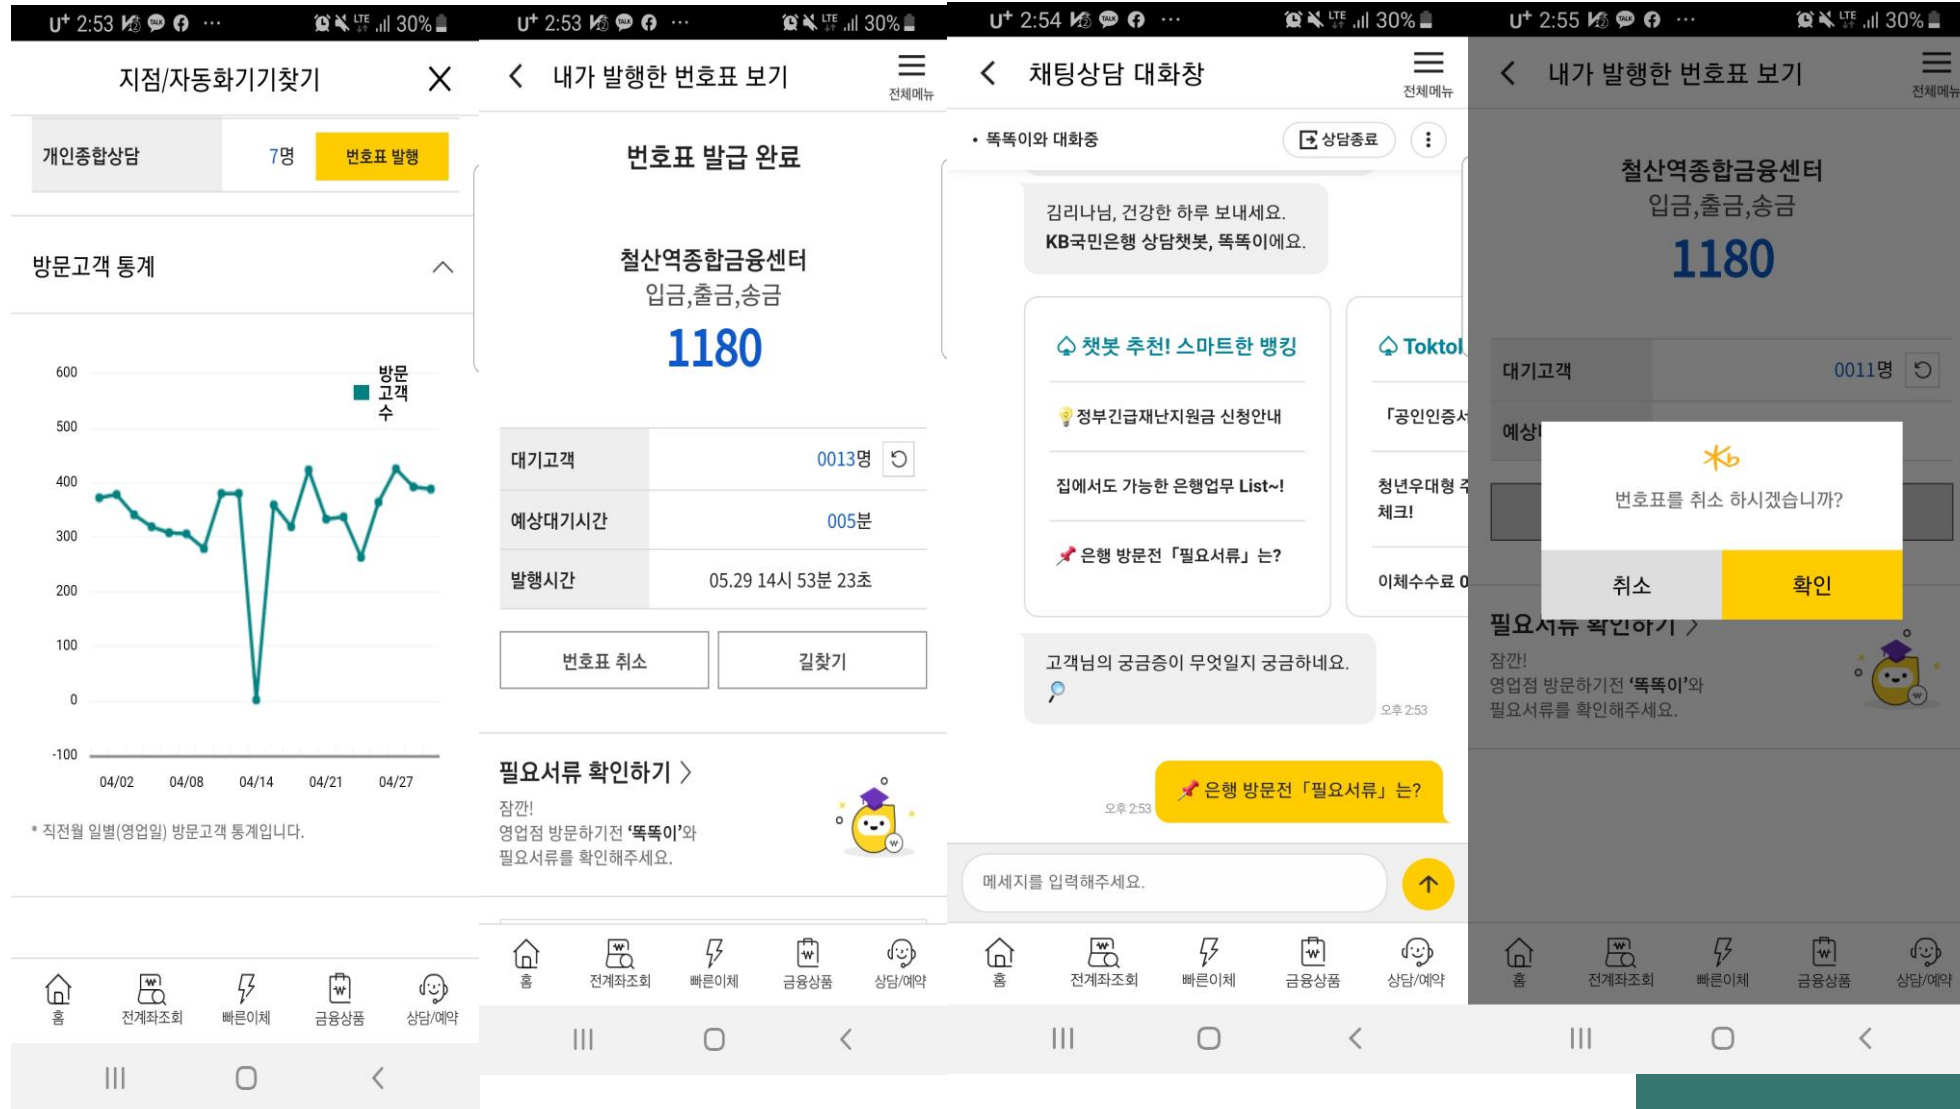 U+ 2:53 TALK … LTE 30%
지점/자동화기기찾기
개인종합상담 7명 번호표 발행
방문고객 통계
방문
고객
수
600
500
400
300
200
100
0
-100
04/02 04/08 04/14 04/21 04/27
* 직전월 일별(영업일) 방문고객 통계입니다.
홈 전계좌조회 빠른이체 금융상품 상담/예약
U+ 2:53 TALK … LTE 30%
내가 발행한 번호표 보기
전체메뉴
번호표 발급 완료
철산역종합금융센터
입금,출금,송금
1180
대기고객 0013명
예상대기시간 005분
발행시간 05.29 14시 53분 23초
번호표 취소 길찾기
필요서류 확인하기 >
잠깐!
영업점 방문하기전 ‘똑똑이’와
필요서류를 확인해주세요.
홈 전계좌조회 빠른이체 금융상품 상담/예약
U+ 2:54 TALK … LTE 30%
채팅상담 대화창
전체메뉴
• 똑똑이와 대화중 상담종료
김리나님, 건강한 하루 보내세요.
KB국민은행 상담챗봇, 똑똑이에요.
챗봇 추천! 스마트한 뱅킹
정부긴급재난지원금 신청안내
집에서도 가능한 은행업무 List~!
은행 방문전「필요서류」는?
Toktok
「공인인증서
청년우대형 주
체크!
이체수수료 0
고객님의 궁금증이 무엇일지 궁금하네요.
오후 2:53
은행 방문전「필요서류」는?
오후 2:53
메세지를 입력해주세요.
홈 전계좌조회 빠른이체 금융상품 상담/예약
U+ 2:55 TALK … LTE 30%
내가 발행한 번호표 보기
전체메뉴
철산역종합금융센터
입금,출금,송금
1180
대기고객 0011명
예상
번호표를 취소 하시겠습니까?
취소 확인
필요서류 확인하기 >
잠깐!
영업점 방문하기전 ‘똑똑이’와
필요서류를 확인해주세요.
홈 전계좌조회 빠른이체 금융상품 상담/예약